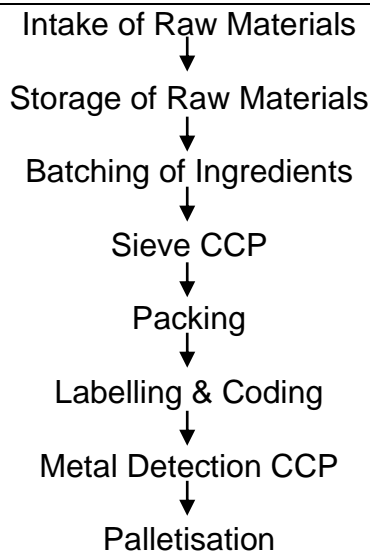 Intake of Raw Materials
Storage of Raw Materials
Batching of Ingredients
Sieve CCP
Packing
Labelling & Coding
Metal Detection CCP
Palletisation